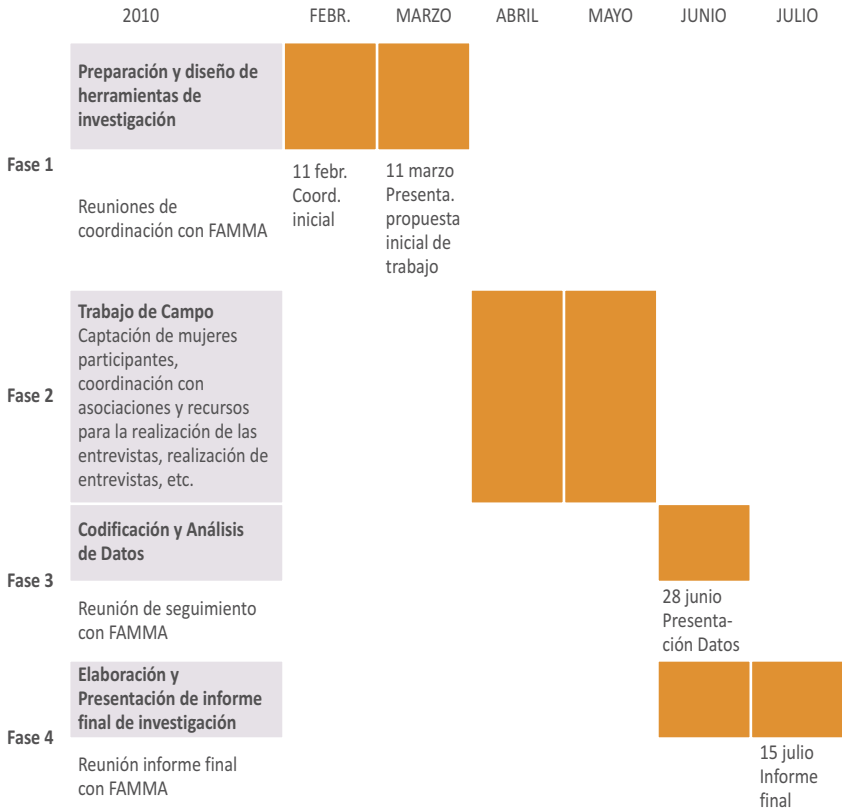 2010 FEBR. MARZO ABRIL MAYO JUNIO JULIO
Fase 1
Preparación y diseño de
herramientas de
investigación
Reuniones de
coordinación con FAMMA
11 febr.
Coord.
inicial
11 marzo
Presenta.
propuesta
inicial de
trabajo
Fase 2
Trabajo de Campo
Captación de mujeres
participantes,
coordinación con
asociaciones y recursos
para la realización de las
entrevistas, realización de
entrevistas, etc.
Fase 3
Codificación y Análisis
de Datos
Reunión de seguimiento
con FAMMA
28 junio
Presenta-
ción Datos
Fase 4
Elaboración y
Presentación de informe
final de investigación
Reunión informe final
con FAMMA
15 julio
Informe
final